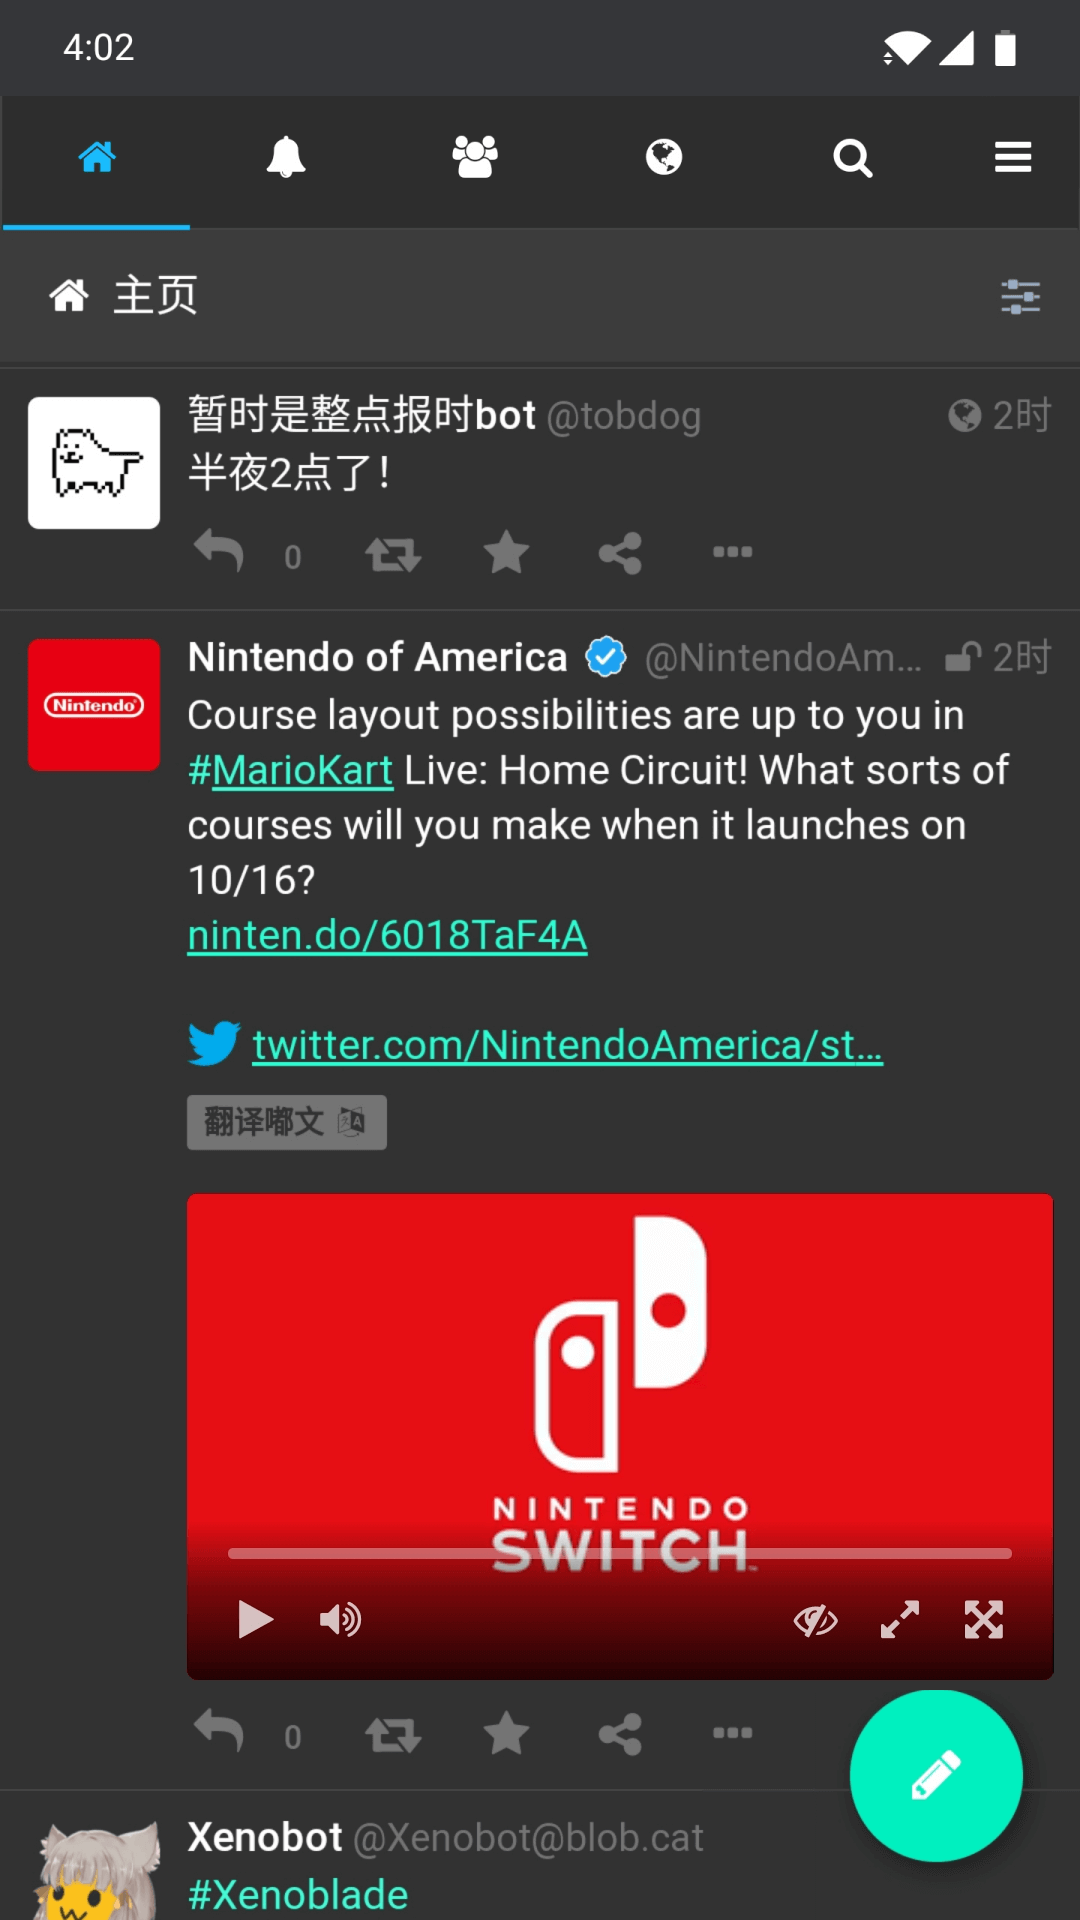 4:02
主页
暂时是整点报时bot @tobdog 2时
半夜2点了！
0
Nintendo of America @NintendoAm... 2时
Nintendo
Course layout possibilities are up to you in
#MarioKart Live: Home Circuit! What sorts of
courses will you make when it launches on
10/16?
ninten.do/6018TaF4A
twitter.com/NintendoAmerica/st...
翻译嘟文
NINTENDO
SWITCH
0
Xenobot @Xenobot@blob.cat
#Xenoblade